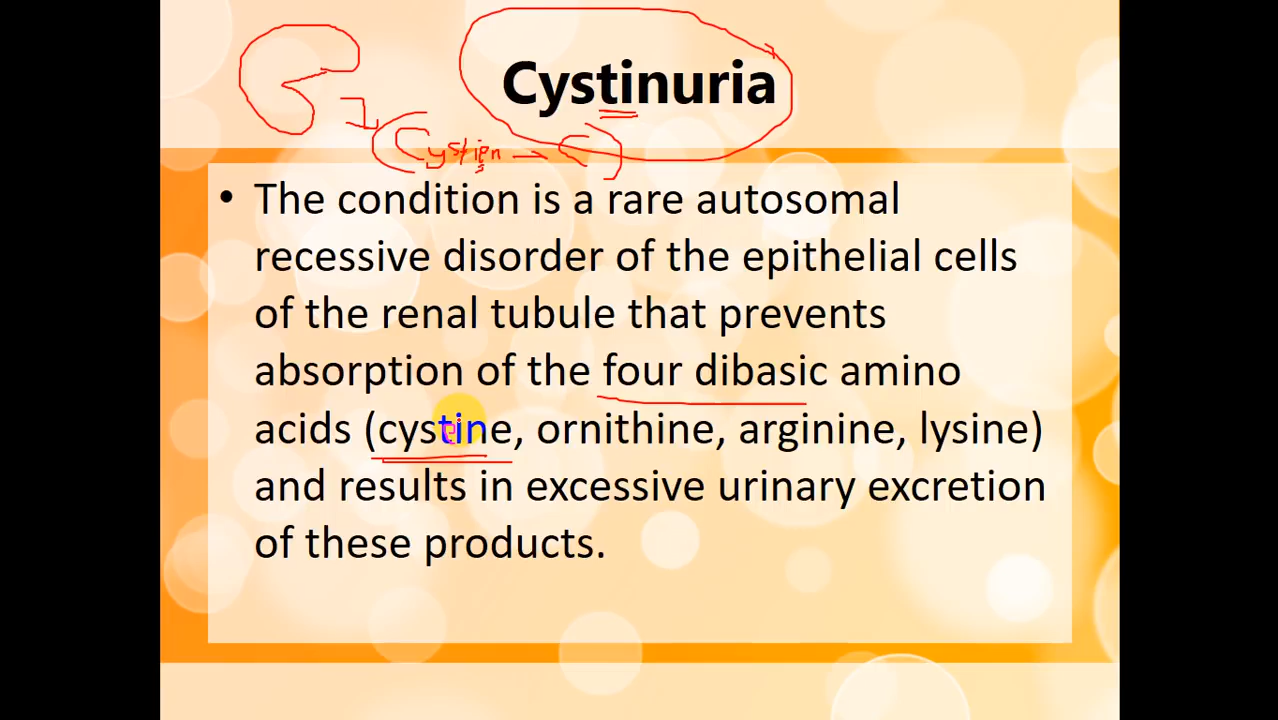 Cystinuria
• The condition is a rare autosomal
recessive disorder of the epithelial cells
of the renal tubule that prevents
absorption of the four dibasic amino
acids (cystine, ornithine, arginine, lysine)
and results in excessive urinary excretion
of these products.